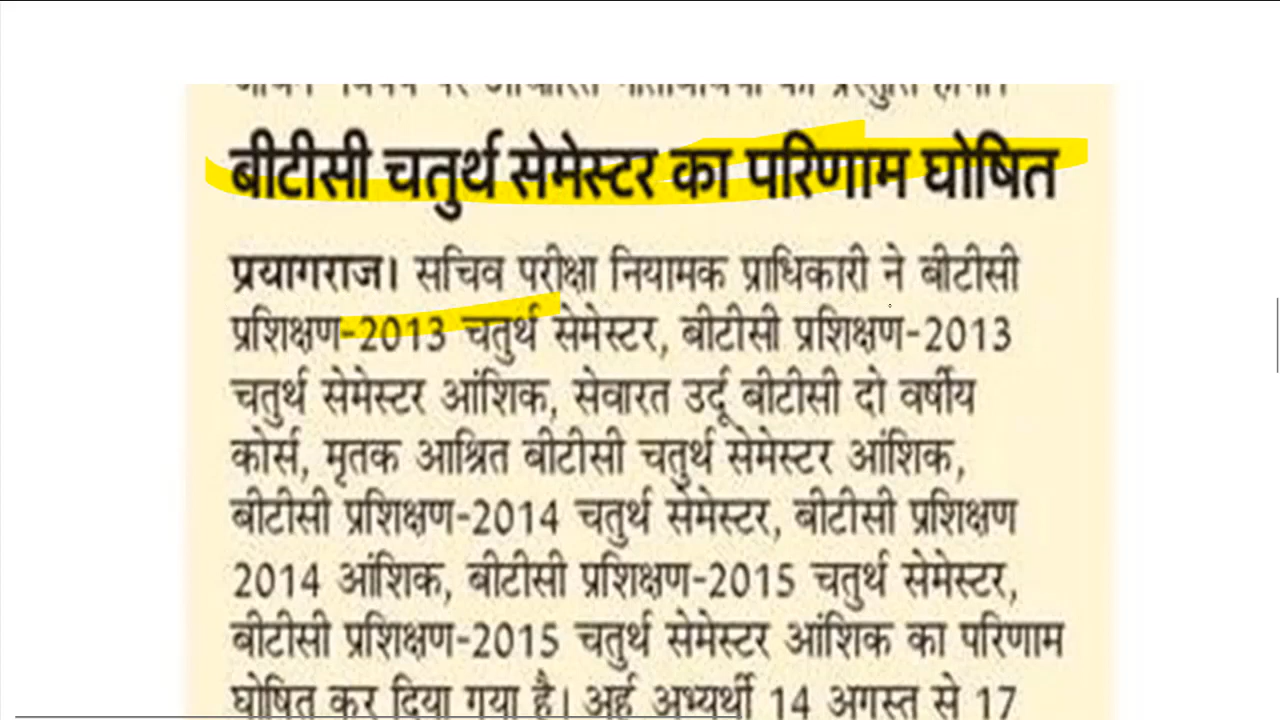 बीटीसी चतुर्थ सेमेस्टर का परिणाम घोषित
प्रयागराज। सचिव परीक्षा नियामक प्राधिकारी ने बीटीसी
प्रशिक्षण-2013 चतुर्थ सेमेस्टर, बीटीसी प्रशिक्षण-2013
चतुर्थ सेमेस्टर आंशिक, सेवारत उर्दू बीटीसी दो वर्षीय
कोर्स, मृतक आश्रित बीटीसी चतुर्थ सेमेस्टर आंशिक,
बीटीसी प्रशिक्षण-2014 चतुर्थ सेमेस्टर, बीटीसी प्रशिक्षण
2014 आंशिक, बीटीसी प्रशिक्षण-2015 चतुर्थ सेमेस्टर,
बीटीसी प्रशिक्षण-2015 चतुर्थ सेमेस्टर आंशिक का परिणाम
घोषित कर दिया गया है। अर्ह अभ्यर्थी 14 अगस्त से 17